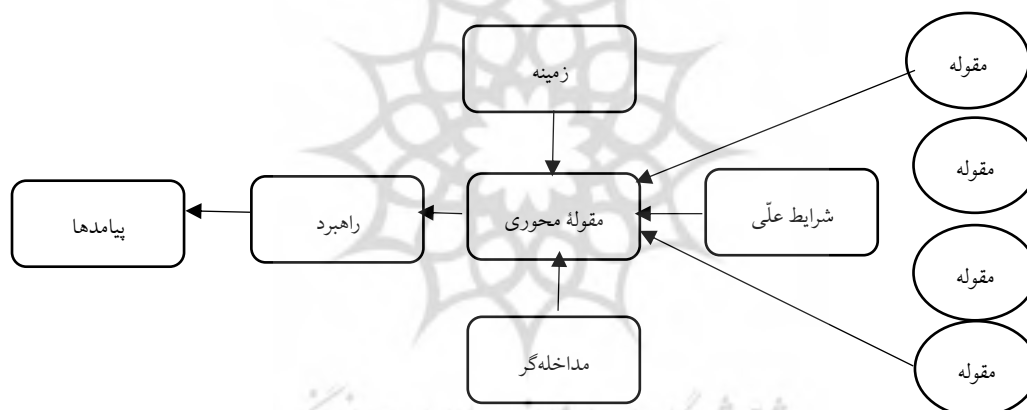 مقوله
زمینه
مقوله
شرایط علّی
مقولهٔ محوری
راهبرد
پیامدها
مقوله
مداخله‌گر
مقوله